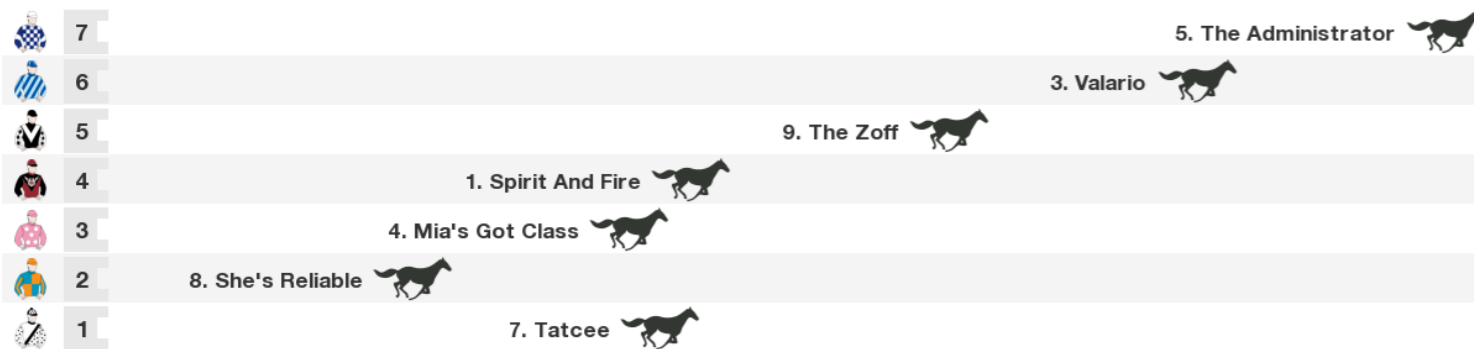 7 5. The Administrator
6 3. Valario
5 9. The Zoff
4 1. Spirit And Fire
3 4. Mia's Got Class
2 8. She's Reliable
1 7. Tatcee